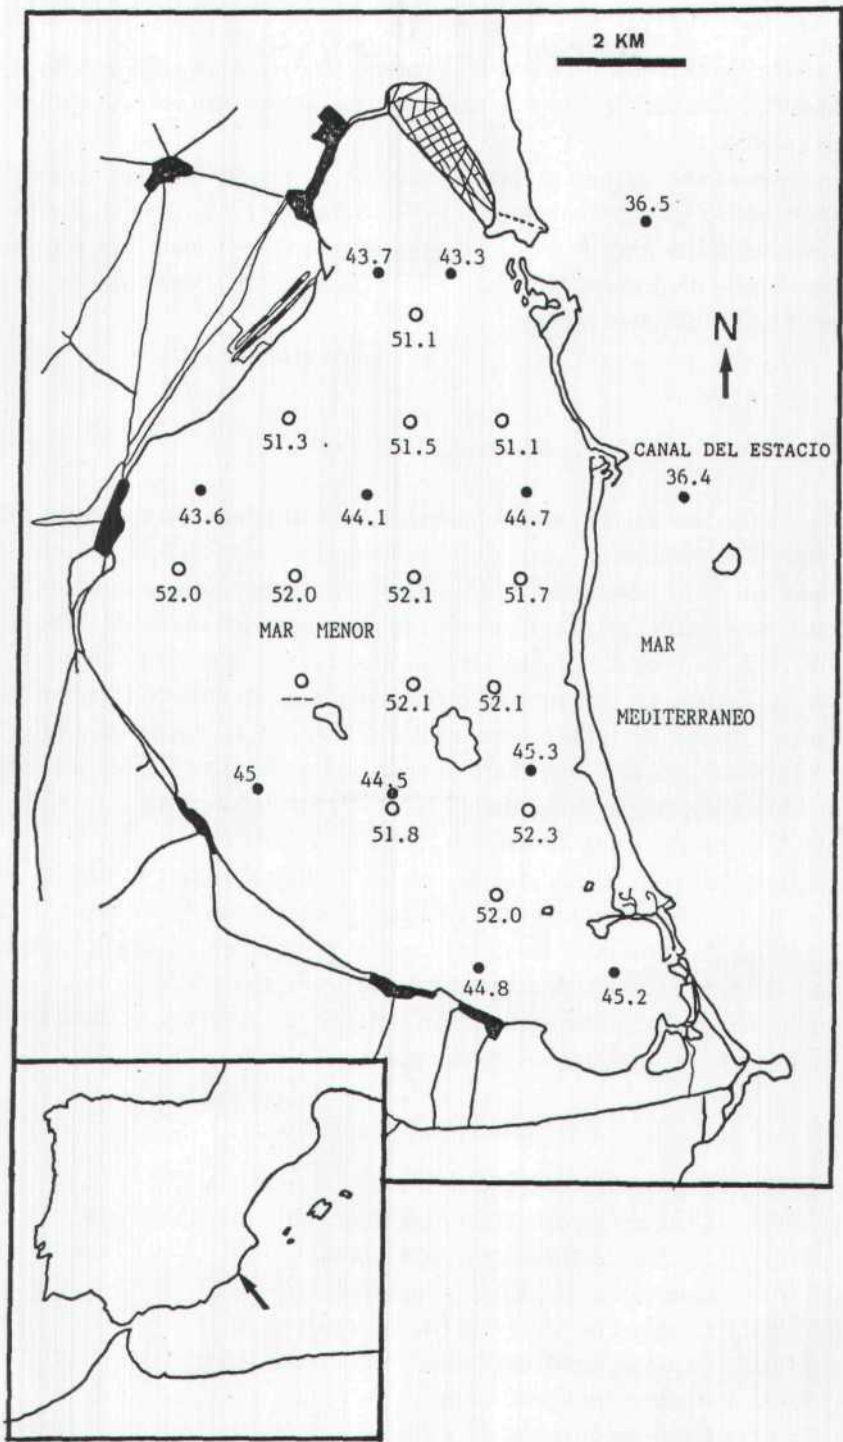 2 KM
36.5
43.7 43.3
51.1
N
51.3 51.5 51.1
CANAL DEL ESTACIO
36.4
43.6 44.1 44.7
52.0 52.0 52.1 51.7
MAR MENOR
MAR
MEDITERRANEO
---- 52.1 52.1
45.3
45 44.5
51.8 52.3
52.0
44.8 45.2